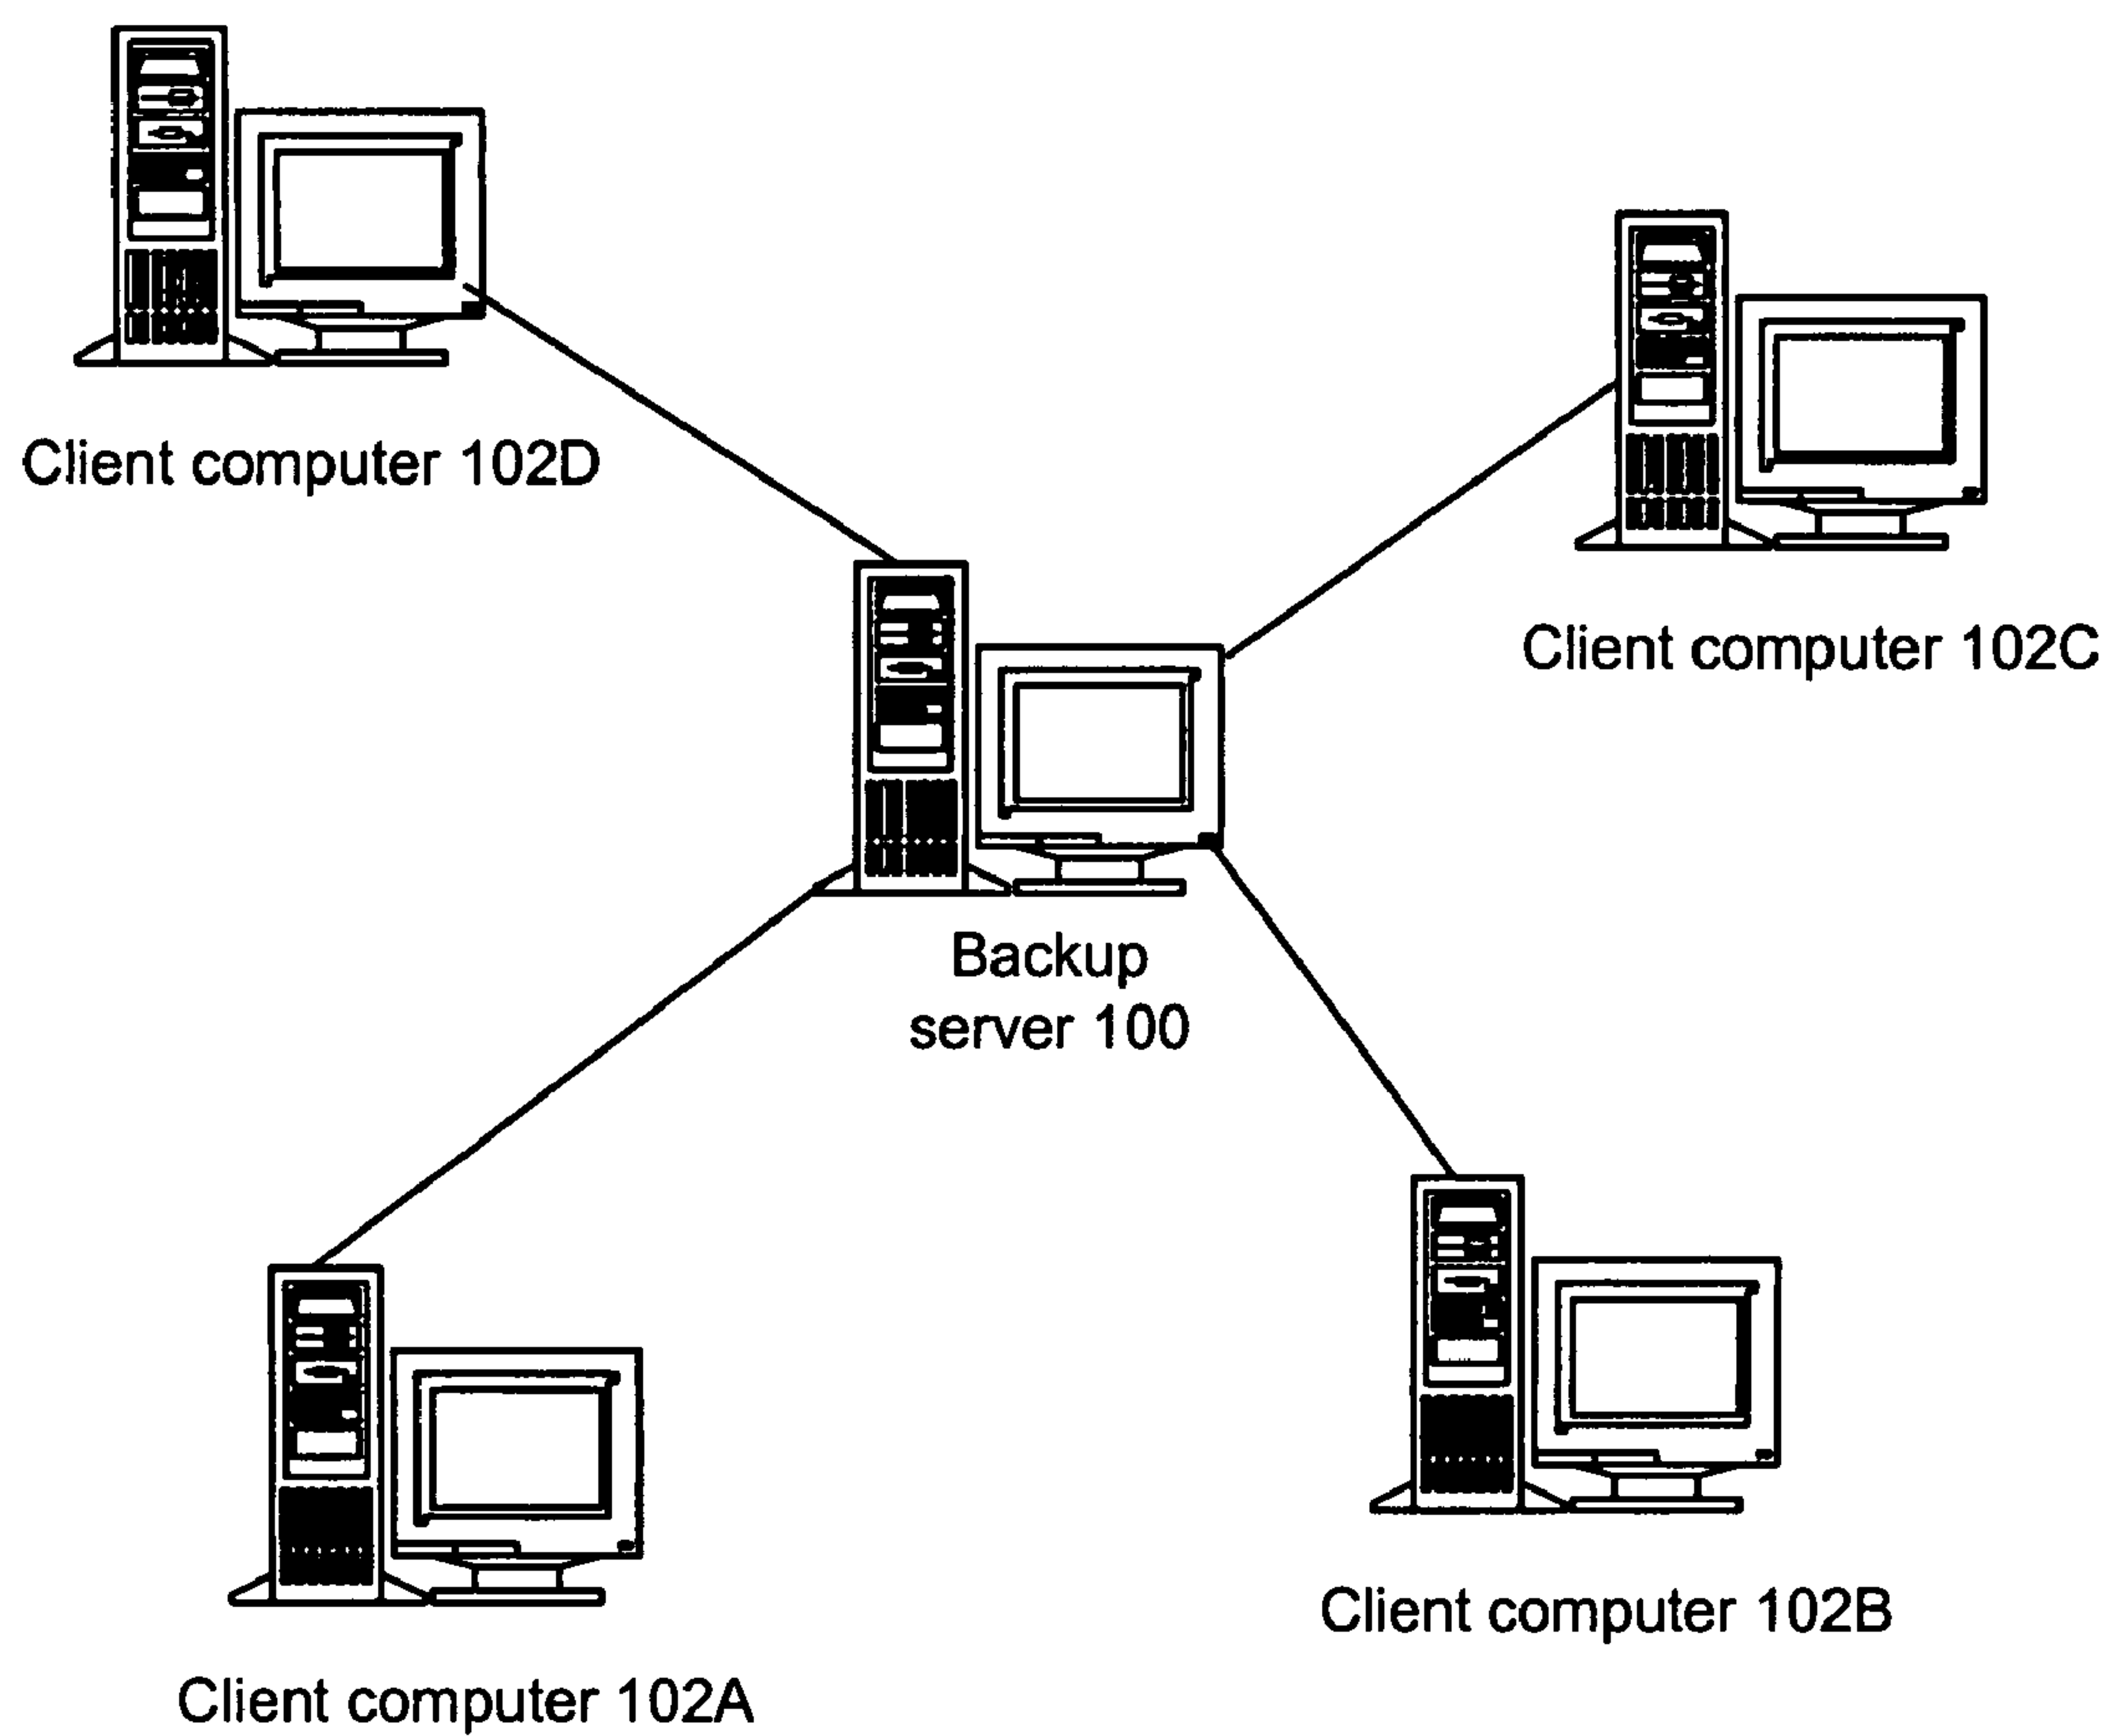 Client computer 102D
Client computer 102C
Backup
server 100
Client computer 102B
Client computer 102A